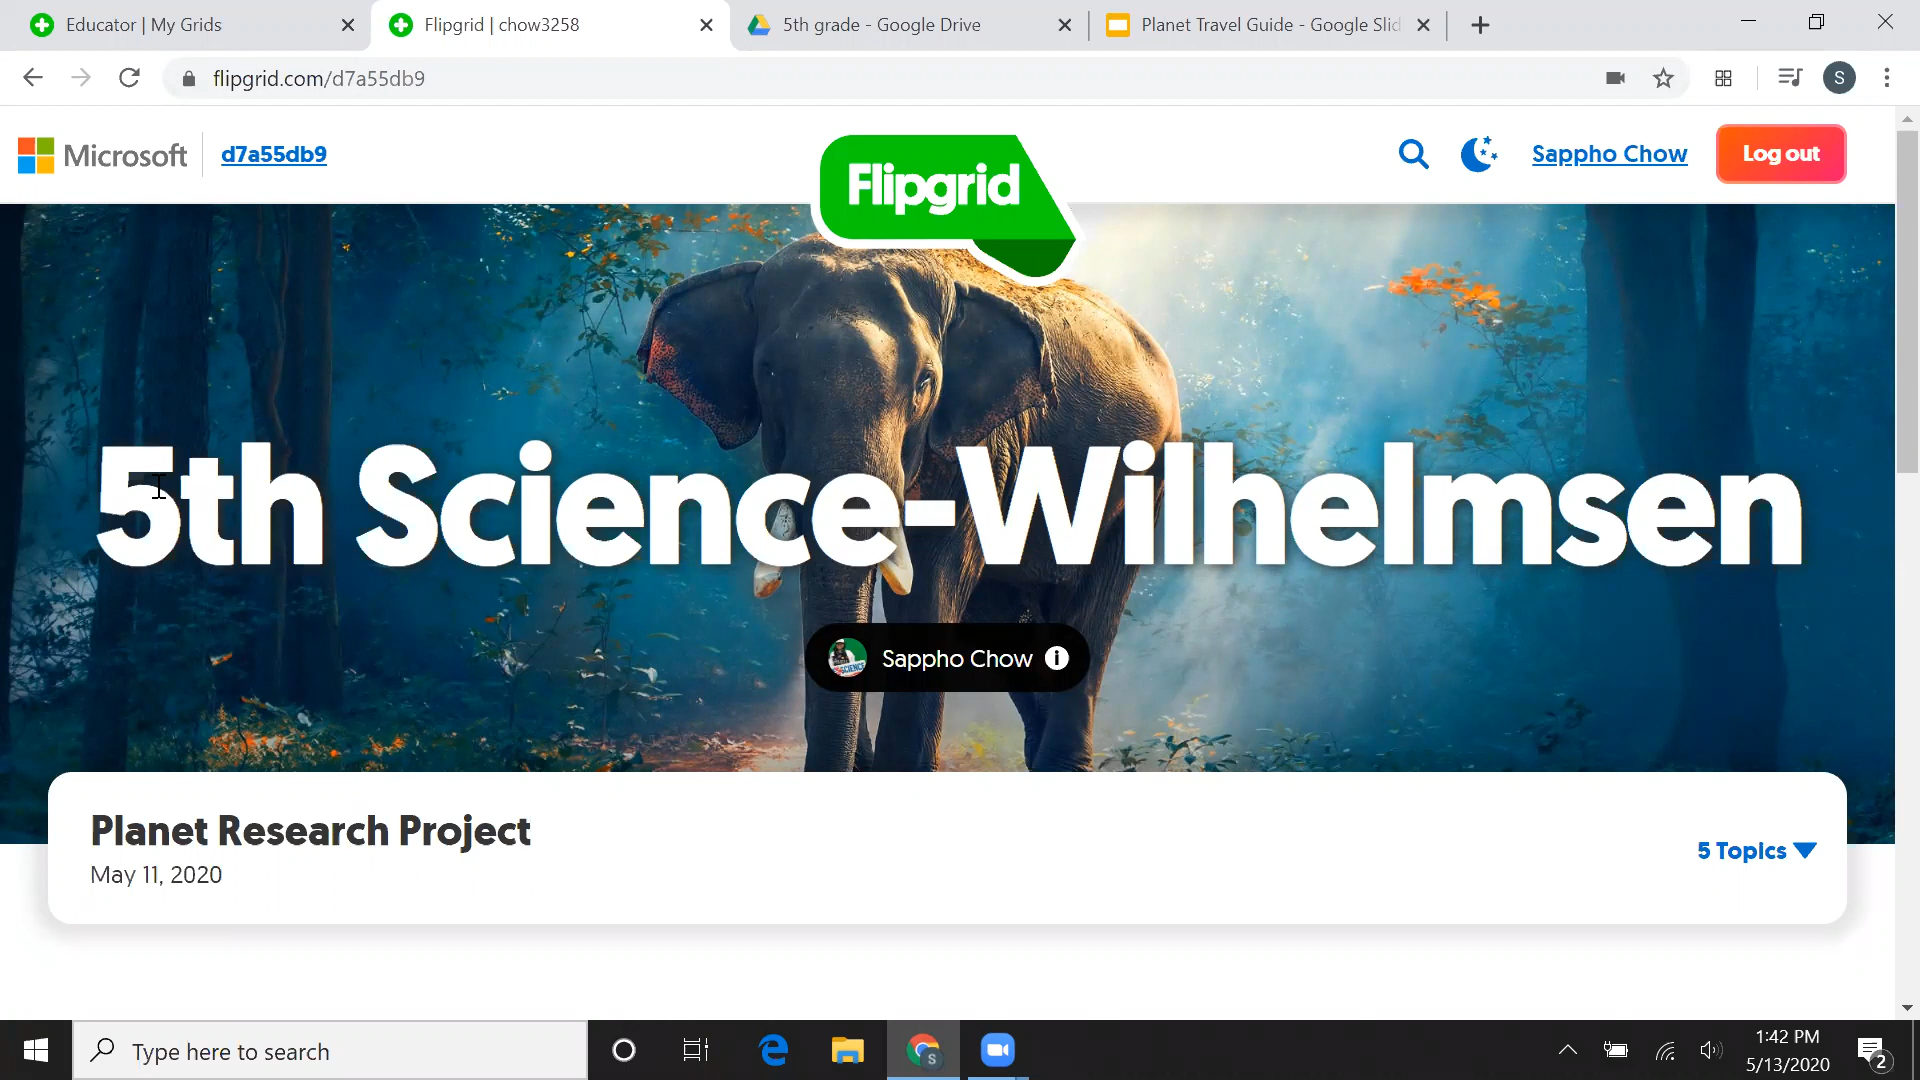 Educator | My Grids
Flipgrid | chow3258
5th grade - Google Drive
Planet Travel Guide - Google Slid
flipgrid.com/d7a55db9
S
Microsoft
d7a55db9
Flipgrid
Sappho Chow
Log out
5th Science-Wilhelmsen
SCIENCE
Sappho Chow
Planet Research Project
May 11, 2020
5 Topics
Type here to search
S
1:42 PM
5/13/2020
2